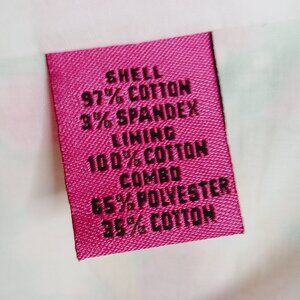 SHELL
97% COTTON
3% SPANDEX
LINING
100% COTTON
COMBO
65% POLYESTER
35% COTTON